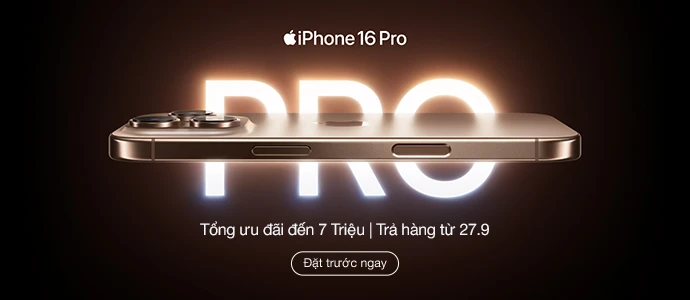 iPhone 16 Pro
PRO
Tổng ưu đãi đến 7 Triệu | Trả hàng từ 27.9
Đặt trước ngay